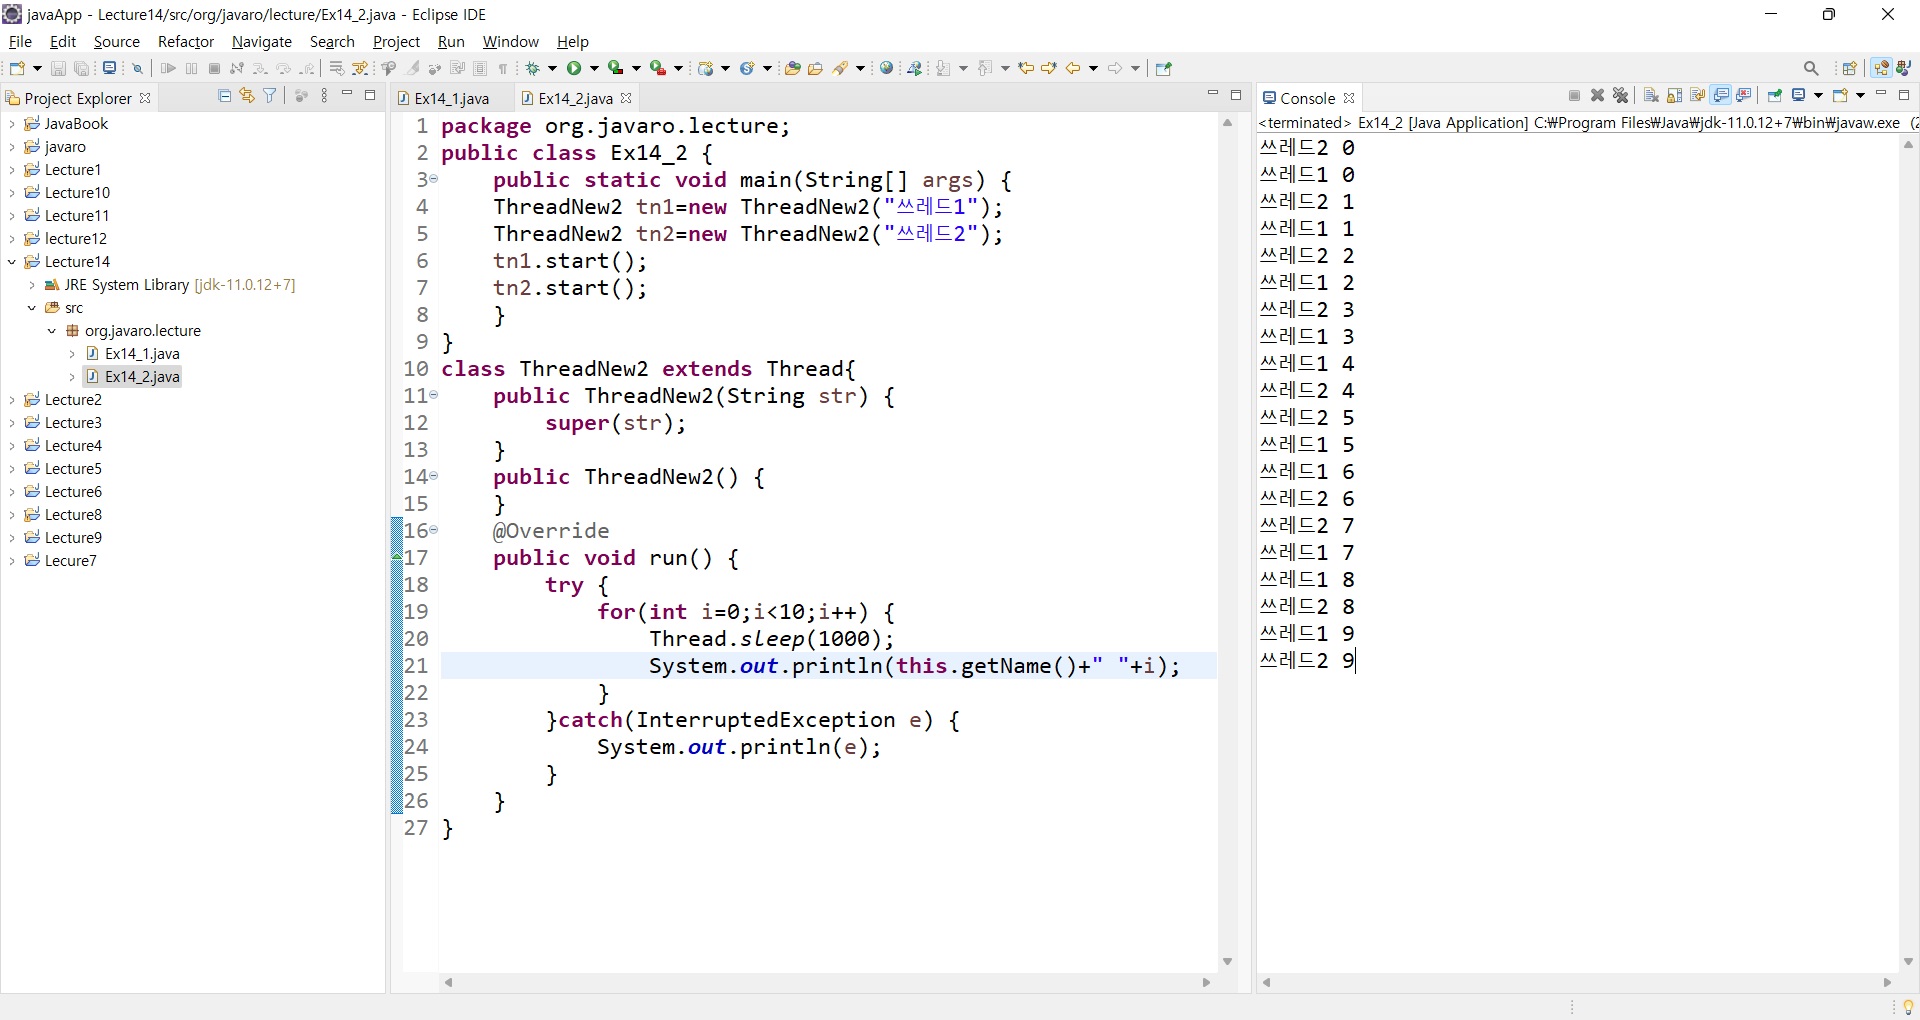 javaApp - Lecture14/src/org/javaro/lecture/Ex14_2.java - Eclipse IDE
File Edit Source Refactor Navigate Search Project Run Window Help
Project Explorer
JavaBook
javaro
Lecture1
Lecture10
Lecture11
lecture12
Lecture14
JRE System Library [jdk-11.0.12+7]
src
org.javaro.lecture
Ex14_1.java
Ex14_2.java
Lecture2
Lecture3
Lecture4
Lecture5
Lecture6
Lecture8
Lecture9
Lecure7
Ex14_1.java Ex14_2.java
1 package org.javaro.lecture;
2 public class Ex14_2 {
3 public static void main(String[] args) {
4 ThreadNew2 tn1=new ThreadNew2("쓰레드1");
5 ThreadNew2 tn2=new ThreadNew2("쓰레드2");
6 tn1.start();
7 tn2.start();
8 }
9 }
10 class ThreadNew2 extends Thread{
11 public ThreadNew2(String str) {
12 super(str);
13 }
14 public ThreadNew2() {
15 }
16 @Override
17 public void run() {
18 try {
19 for(int i=0;i<10;i++) {
20 Thread.sleep(1000);
21 System.out.println(this.getName()+" "+i);
22 }
23 }catch(InterruptedException e) {
24 System.out.println(e);
25 }
26 }
27 }
Console
<terminated> Ex14_2 [Java Application] C:₩Program Files₩Java₩jdk-11.0.12+7₩bin₩javaw.exe (2
쓰레드2 0
쓰레드1 0
쓰레드2 1
쓰레드1 1
쓰레드2 2
쓰레드1 2
쓰레드2 3
쓰레드1 3
쓰레드1 4
쓰레드2 4
쓰레드2 5
쓰레드1 5
쓰레드1 6
쓰레드2 6
쓰레드2 7
쓰레드1 7
쓰레드1 8
쓰레드2 8
쓰레드1 9
쓰레드2 9